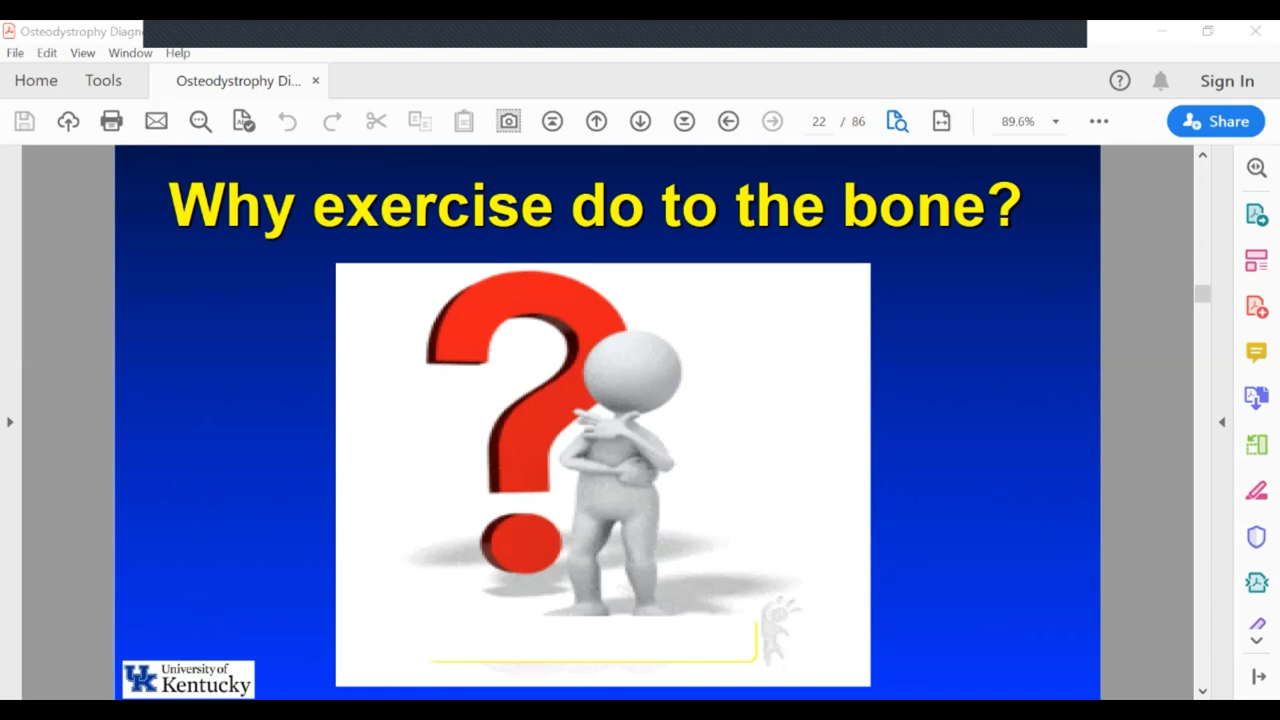 Osteodystrophy Diagn
File Edit View Window Help
Home Tools Osteodystrophy Di... ×
Sign In
22 / 86
89.6%
Share
Why exercise do to the bone?
?
UK University of
Kentucky